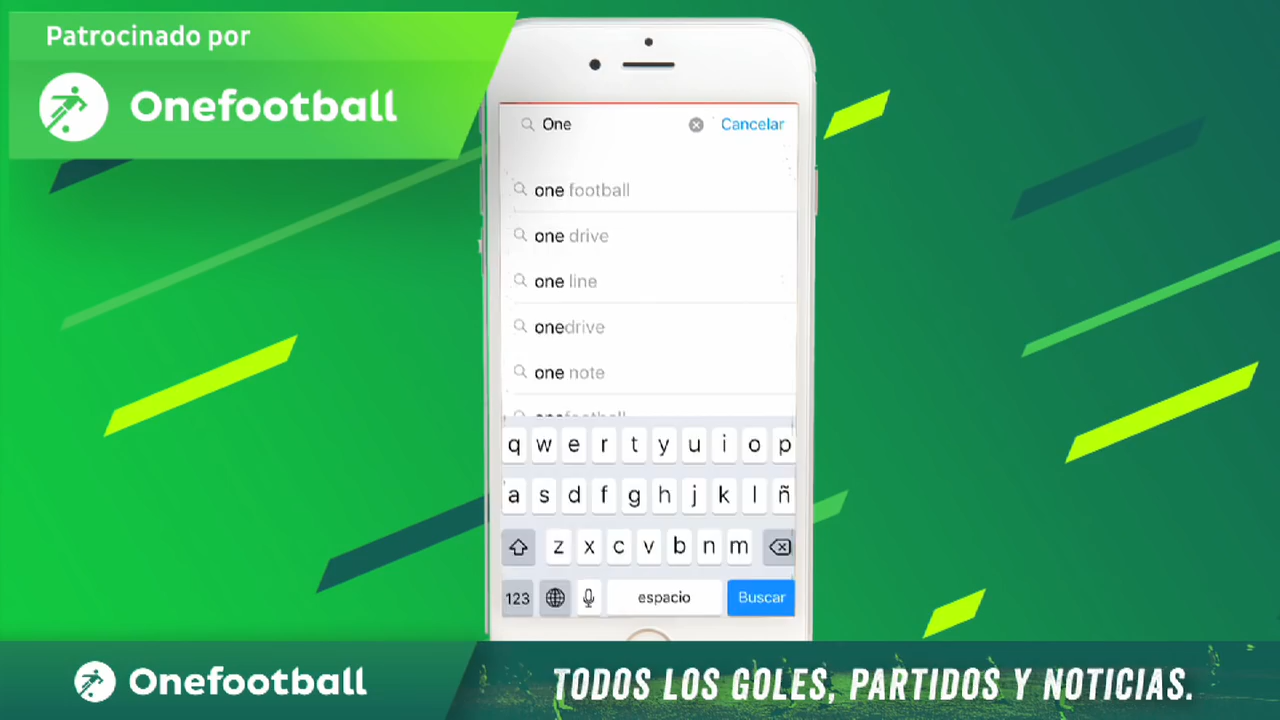 Patrocinado por
Onefootball
One
Cancelar
one football
one drive
one line
onedrive
one note
onefootball
q w e r t y u i o p
a s d f g h j k l ñ
z x c v b n m
123 espacio Buscar
Onefootball
TODOS LOS GOLES, PARTIDOS Y NOTICIAS.